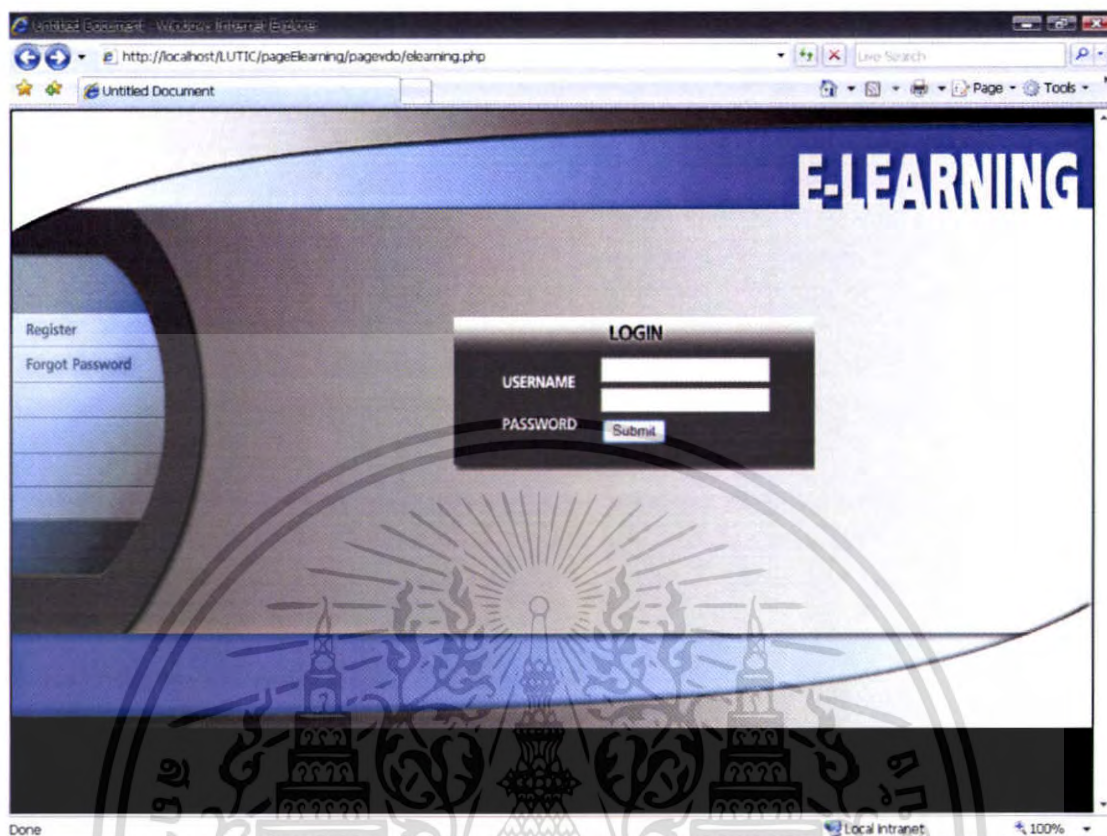 Untitled Document - Windows Internet Explorer
http://localhost/LUTIC/pageElearning/pagevdo/elearning.php
Live Search
Untitled Document
Page
Tools
E-LEARNING
Register
Forgot Password
LOGIN
USERNAME
PASSWORD
Submit
Done
Local intranet
100%